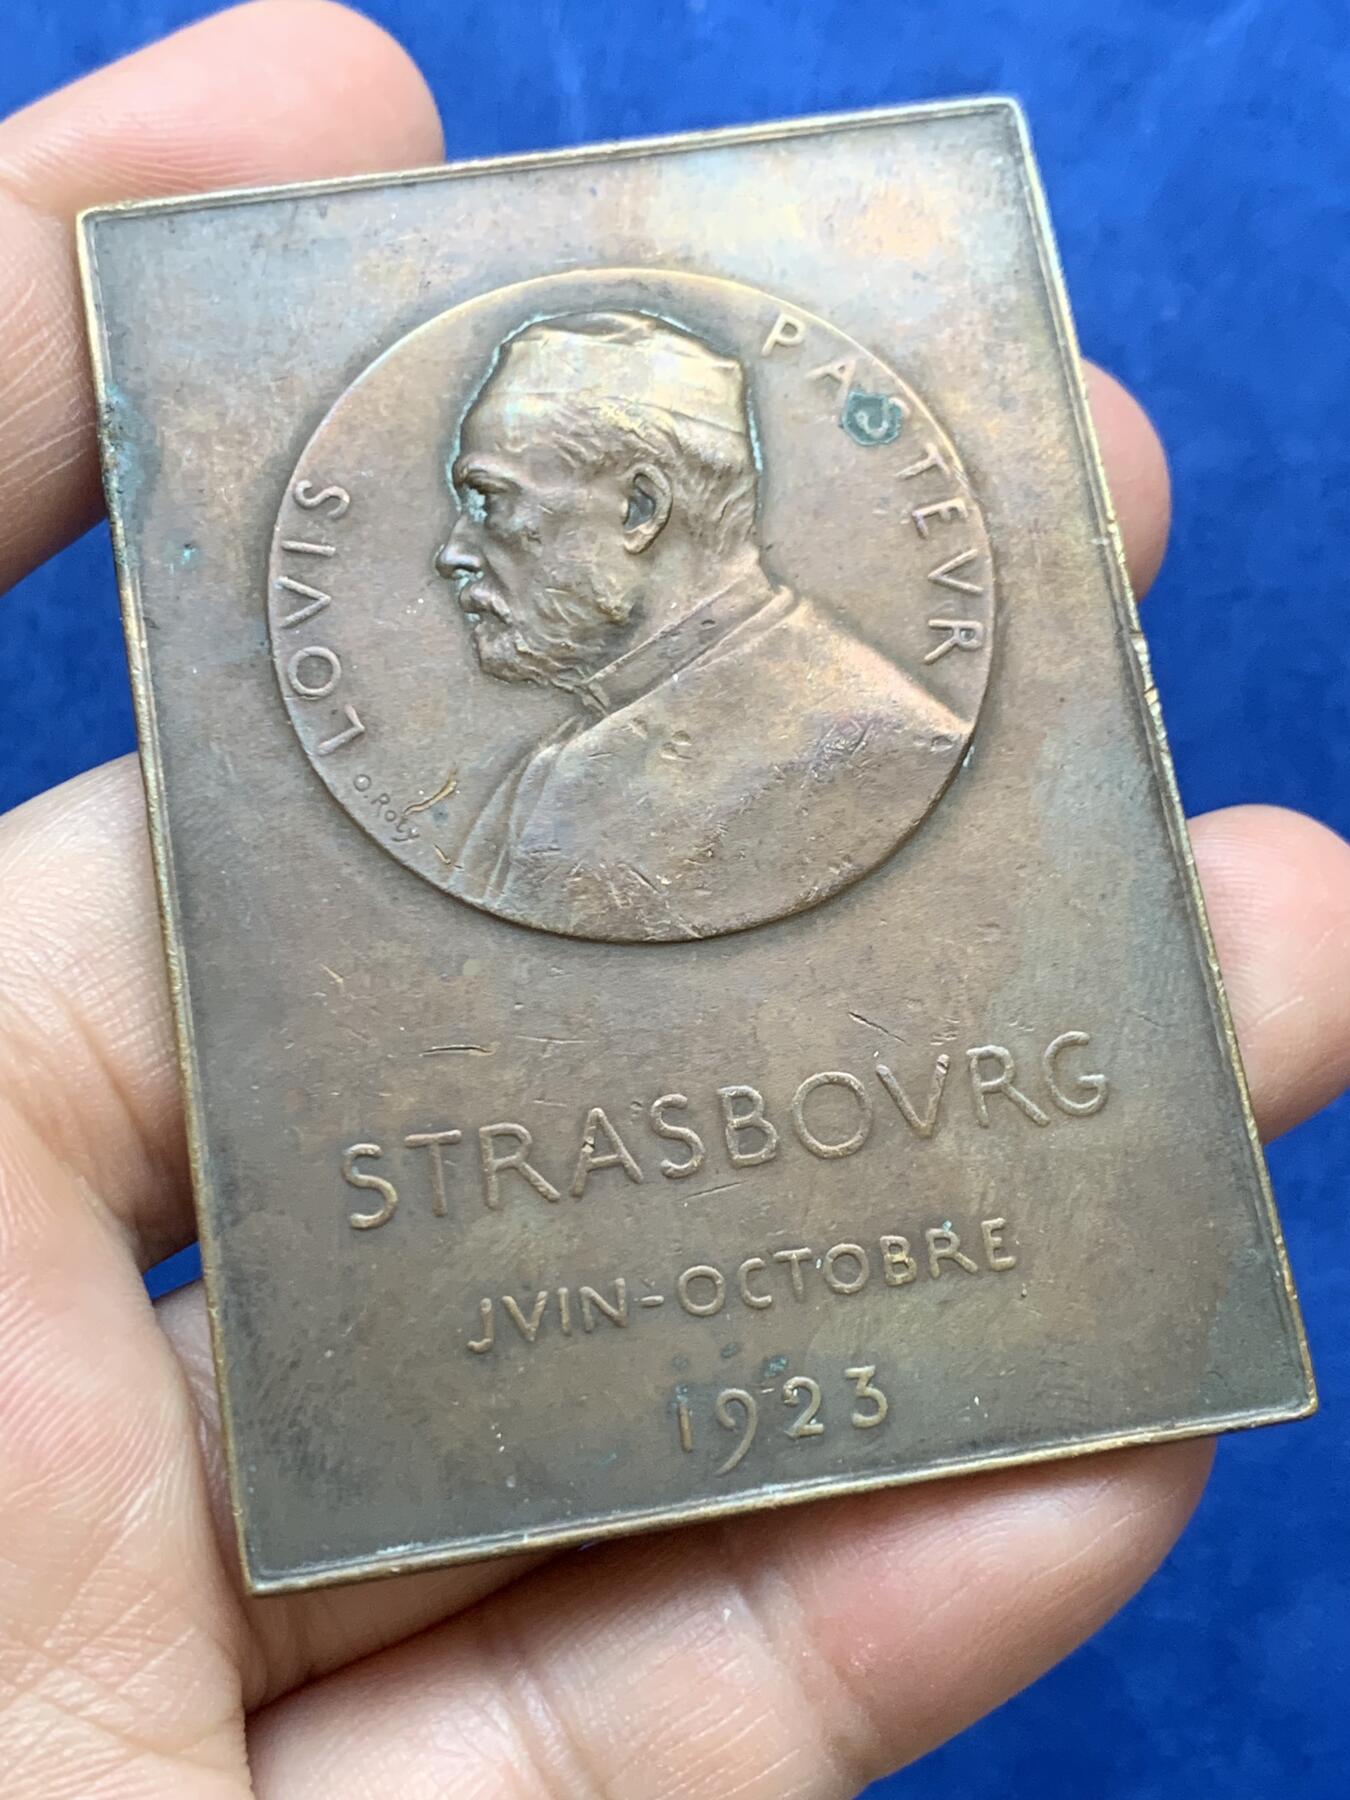 LOVIS PASTEVR
O. Roty
STRASBOVRG
JVIN-OCTOBRE
1923